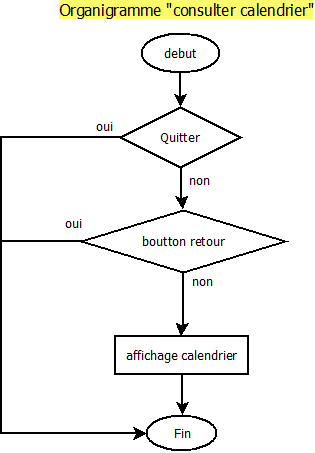 Organigramme "consulter calendrier"
debut
oui
Quitter
non
oui
boutton retour
non
affichage calendrier
Fin